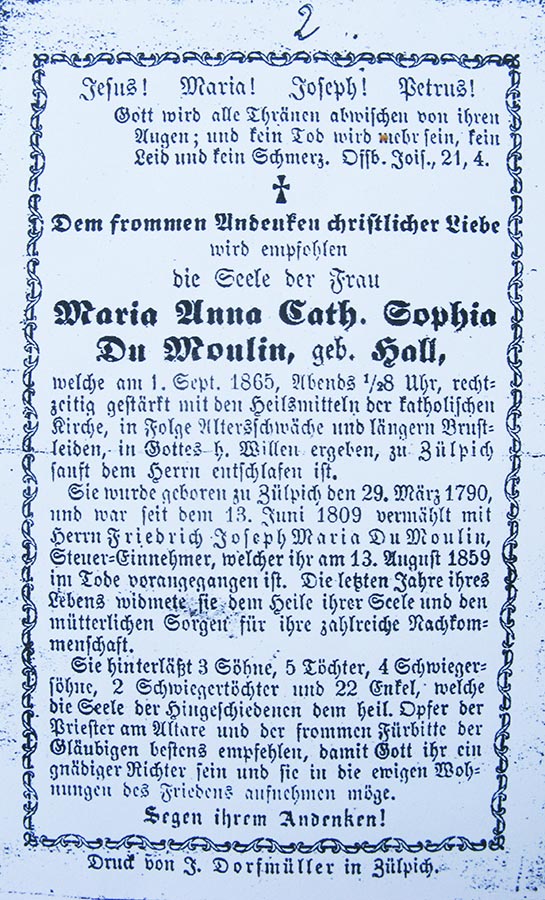 2
Jesus! Maria! Joseph! Petrus!
Gott wird alle Thränen abwischen von ihren
Augen; und kein Tod wird mehr sein, kein
Leid und kein Schmerz. Offb. Jois., 21, 4.
Dem frommen Andenken christlicher Liebe
wird empfohlen
die Seele der Frau
Maria Anna Cath. Sophia
Du Moulin, geb. Hall,
welche am 1. Sept. 1865, Abends ½8 Uhr, recht-
zeitig gestärkt mit den Heilsmitteln der katholischen
Kirche, in Folge Altersschwäche und längern Brust-
leiden, in Gottes h. Willen ergeben, zu Zülpich
sanft dem Herrn entschlafen ist.
Sie wurde geboren zu Zülpich den 29. März 1790,
und war seit dem 13. Juni 1809 vermählt mit
Herrn Friedrich Joseph Maria Du Moulin,
Steuer-Einnehmer, welcher ihr am 13. August 1859
im Tode vorangegangen ist. Die letzten Jahre ihres
Lebens widmete sie dem Heile ihrer Seele und den
mütterlichen Sorgen für ihre zahlreiche Nachkom-
menschaft.
Sie hinterläßt 3 Söhne, 5 Töchter, 4 Schwieger-
söhne, 2 Schwiegertöchter und 22 Enkel, welche
die Seele der Hingeschiedenen dem heil. Opfer der
Priester am Altare und der frommen Fürbitte der
Gläubigen bestens empfehlen, damit Gott ihr ein
gnädiger Richter sein und sie in die ewigen Woh-
nungen des Friedens aufnehmen möge.
Segen ihrem Andenken!
Druck von J. Dorfmüller in Zülpich.